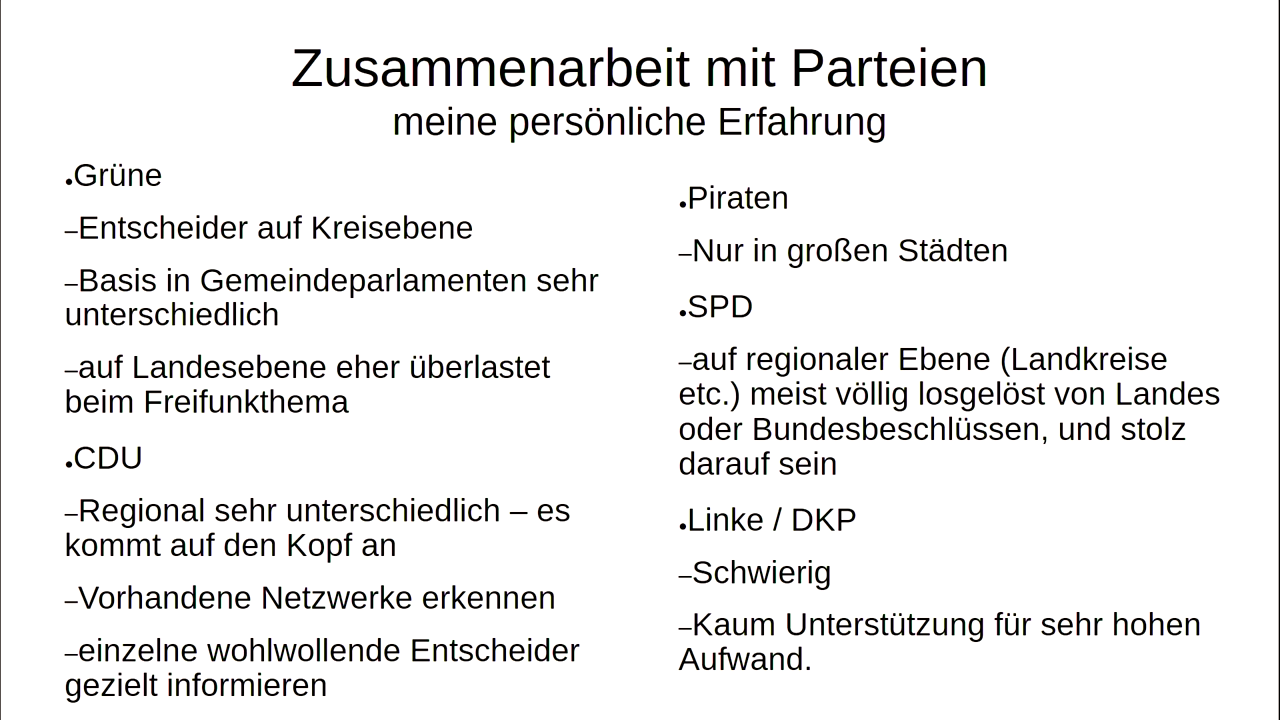 Zusammenarbeit mit Parteien
meine persönliche Erfahrung
•Grüne
–Entscheider auf Kreisebene
–Basis in Gemeindeparlamenten sehr
unterschiedlich
–auf Landesebene eher überlastet
beim Freifunkthema
•CDU
–Regional sehr unterschiedlich – es
kommt auf den Kopf an
–Vorhandene Netzwerke erkennen
–einzelne wohlwollende Entscheider
gezielt informieren
•Piraten
–Nur in großen Städten
•SPD
–auf regionaler Ebene (Landkreise
etc.) meist völlig losgelöst von Landes
oder Bundesbeschlüssen, und stolz
darauf sein
•Linke / DKP
–Schwierig
–Kaum Unterstützung für sehr hohen
Aufwand.